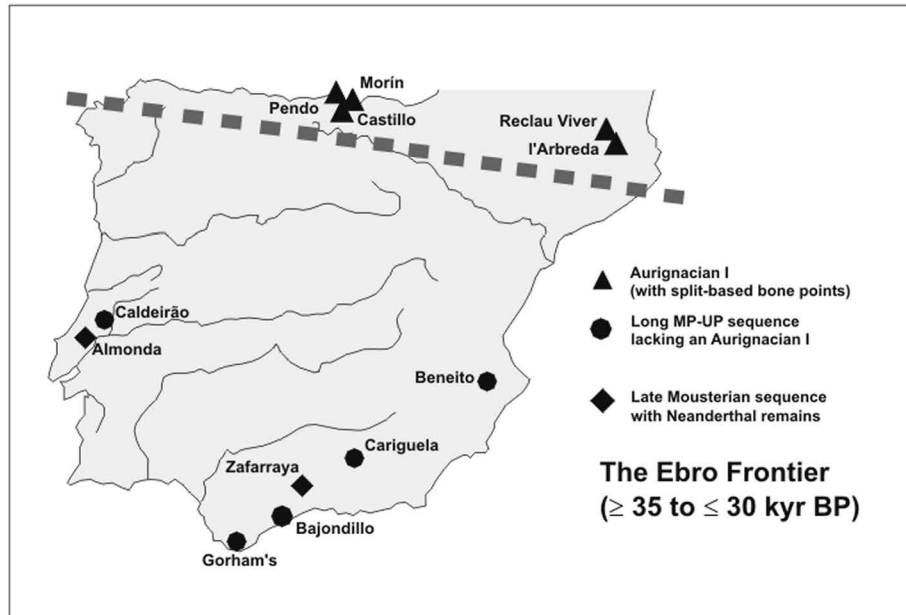 Morín
Pendo
Castillo
Reclau Viver
l'Arbreda
Aurignacian I
(with split-based bone points)
Caldeirão
Long MP-UP sequence
lacking an Aurignacian I
Almonda
Beneito
Late Mousterian sequence
with Neanderthal remains
Cariguela
Zafarraya
The Ebro Frontier
(≥ 35 to ≤ 30 kyr BP)
Bajondillo
Gorham's